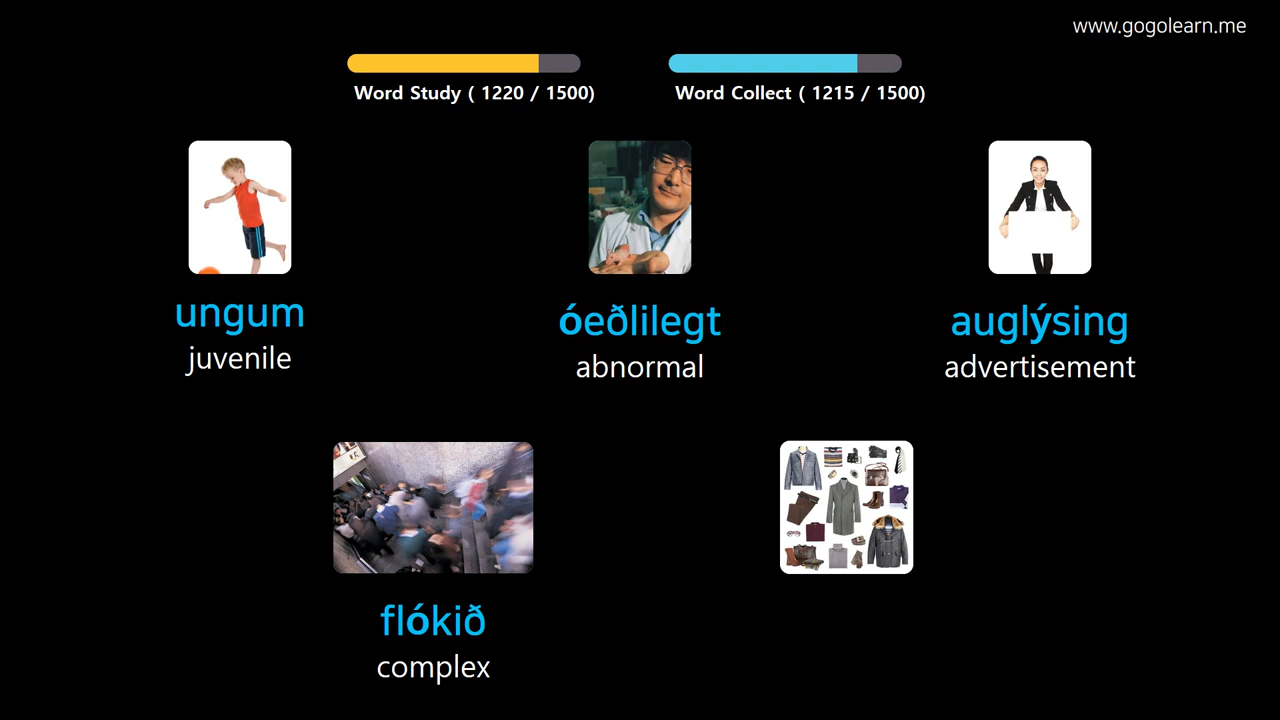 www.gogolearn.me
Word Study ( 1220 / 1500)
Word Collect ( 1215 / 1500)
ungum
juvenile
óeðlilegt
abnormal
auglýsing
advertisement
flókið
complex